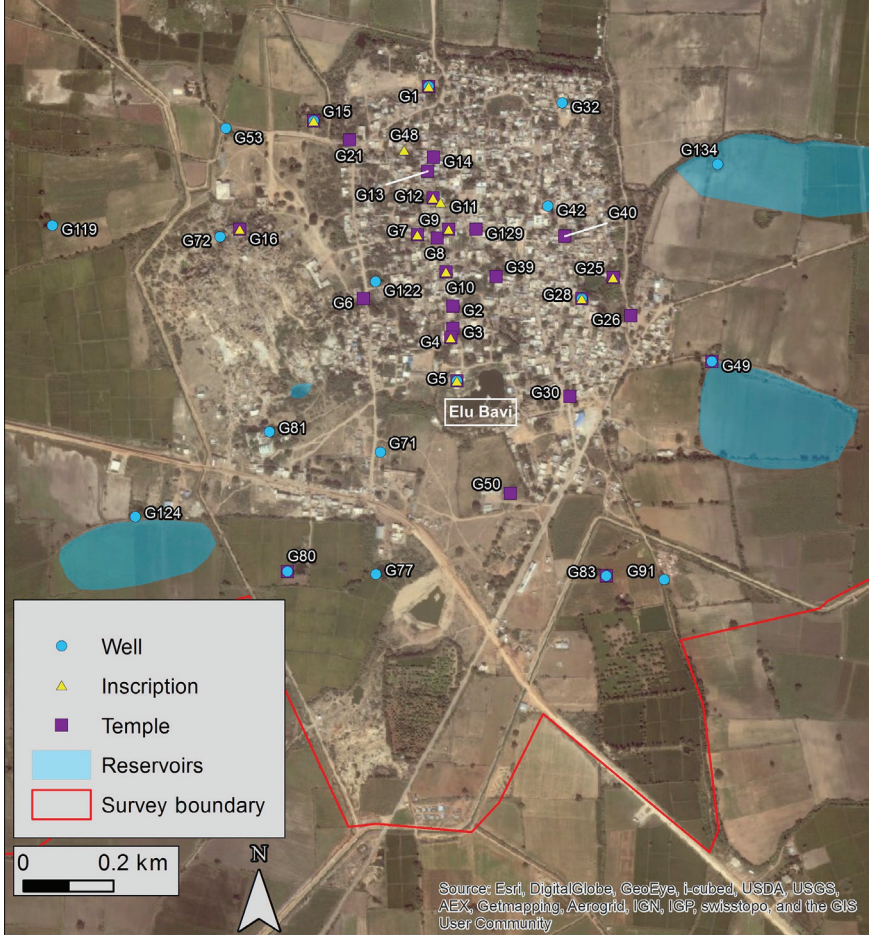 G1
G32
G15
G53
G48
G21
G14
G134
G13
G12
G11
G119
G42
G40
G9
G7
G129
G72
G16
G8
G39
G25
G122
G10
G28
G6
G2
G26
G3
G4
G49
G5
G30
Elu Bavi
G81
G71
G50
G124
G80
G77
G83
G91
Well
Inscription
Temple
Reservoirs
Survey boundary
0 0.2 km
N
Source: Esri, DigitalGlobe, GeoEye, i-cubed, USDA, USGS,
AEX, Getmapping, Aerogrid, IGN, IGP, swisstopo, and the GIS
User Community